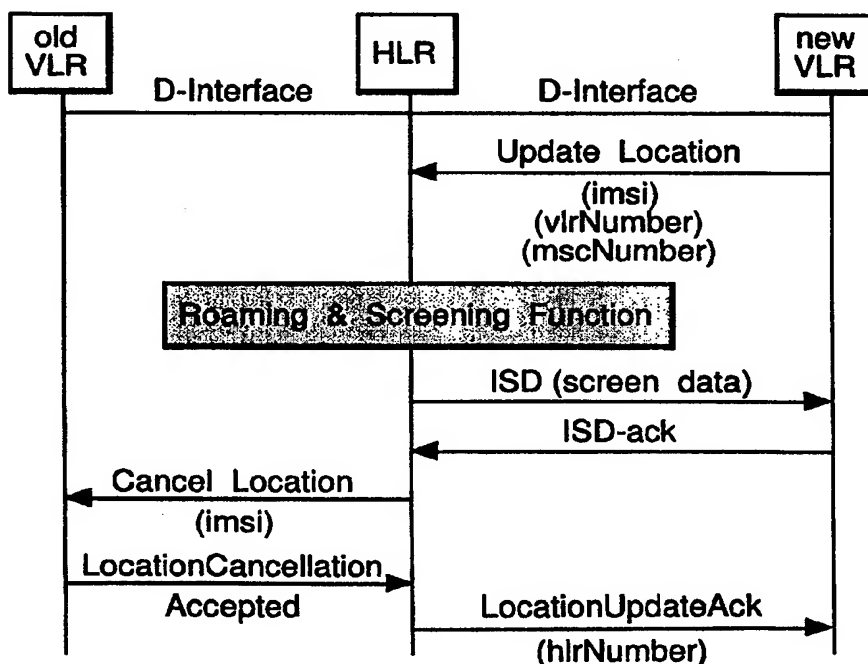 old
VLR
HLR
new
VLR
D-Interface
D-Interface
Update Location
(imsi)
(vlrNumber)
(mscNumber)
Roaming & Screening Function
ISD (screen data)
ISD-ack
Cancel Location
(imsi)
LocationCancellation
Accepted
LocationUpdateAck
(hlrNumber)